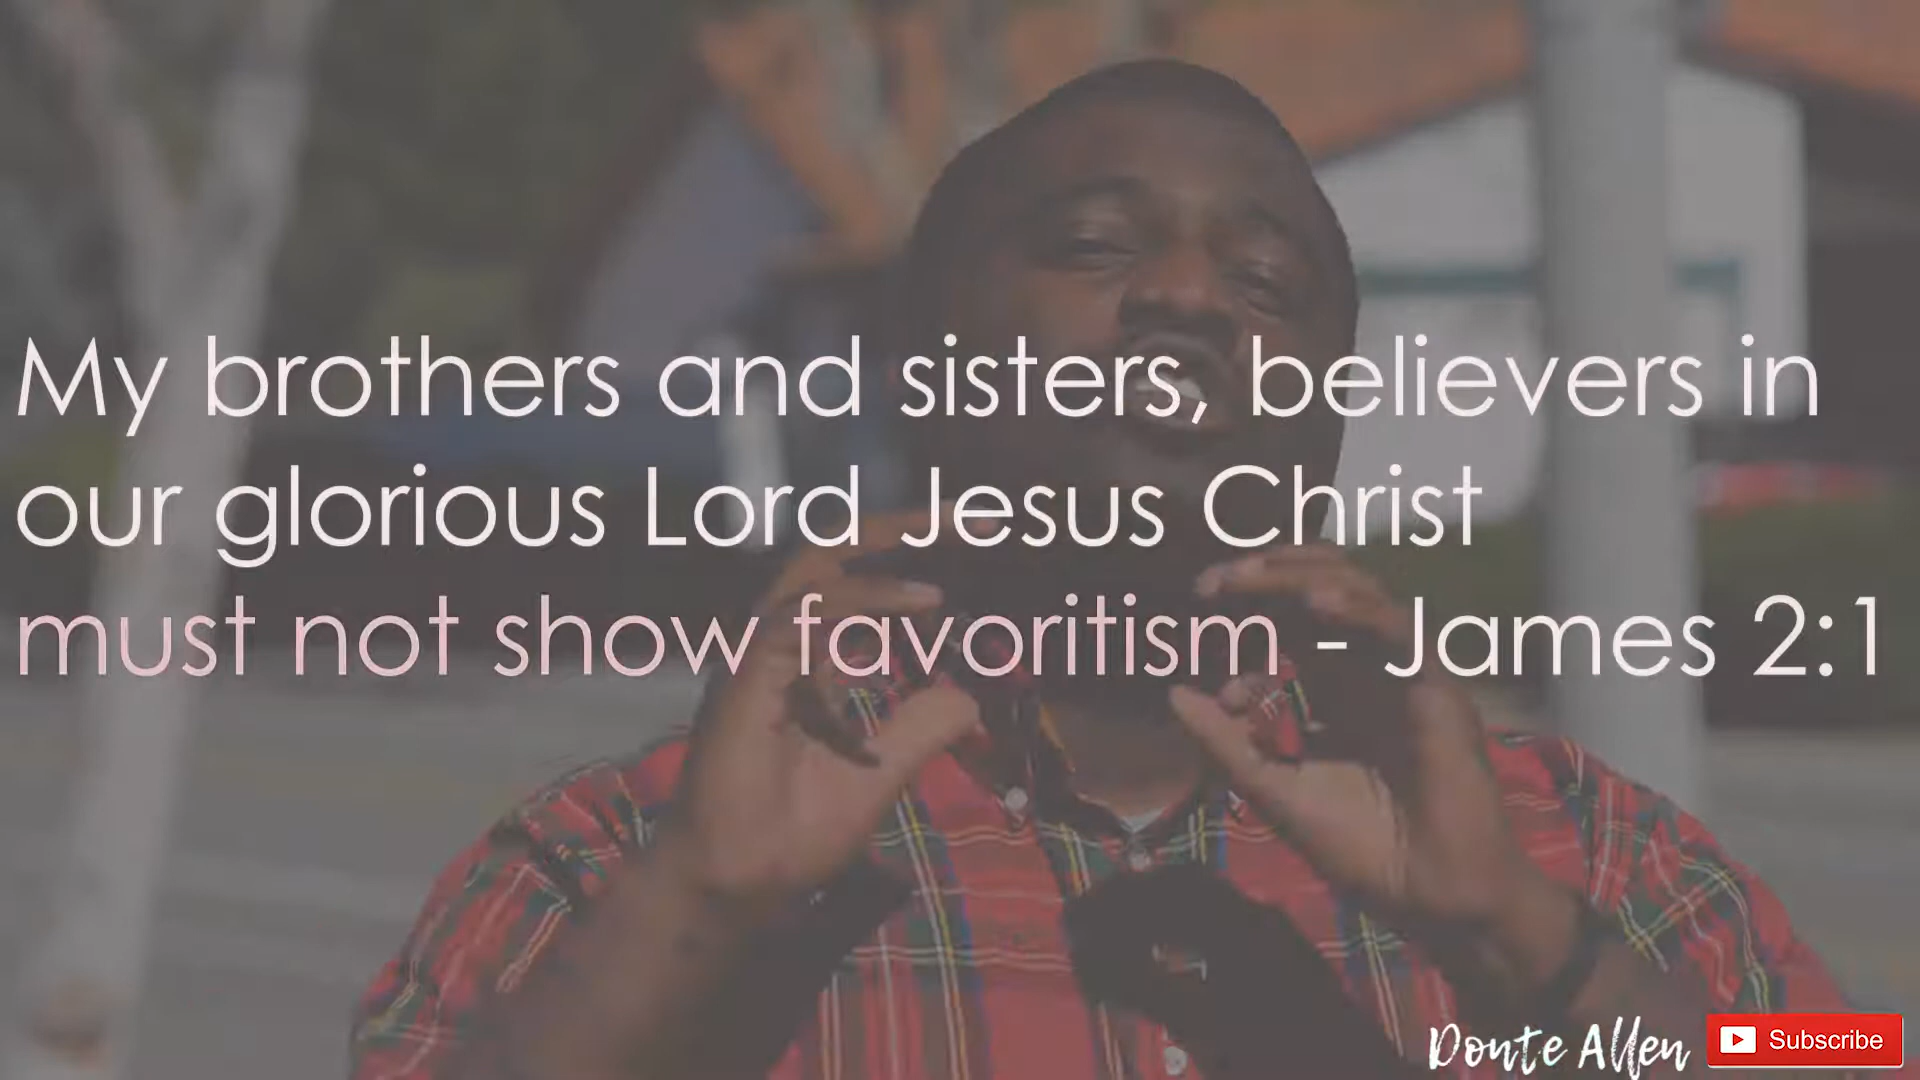 My brothers and sisters, believers in
our glorious Lord Jesus Christ
must not show favoritism - James 2:1
Donte Allen
Subscribe